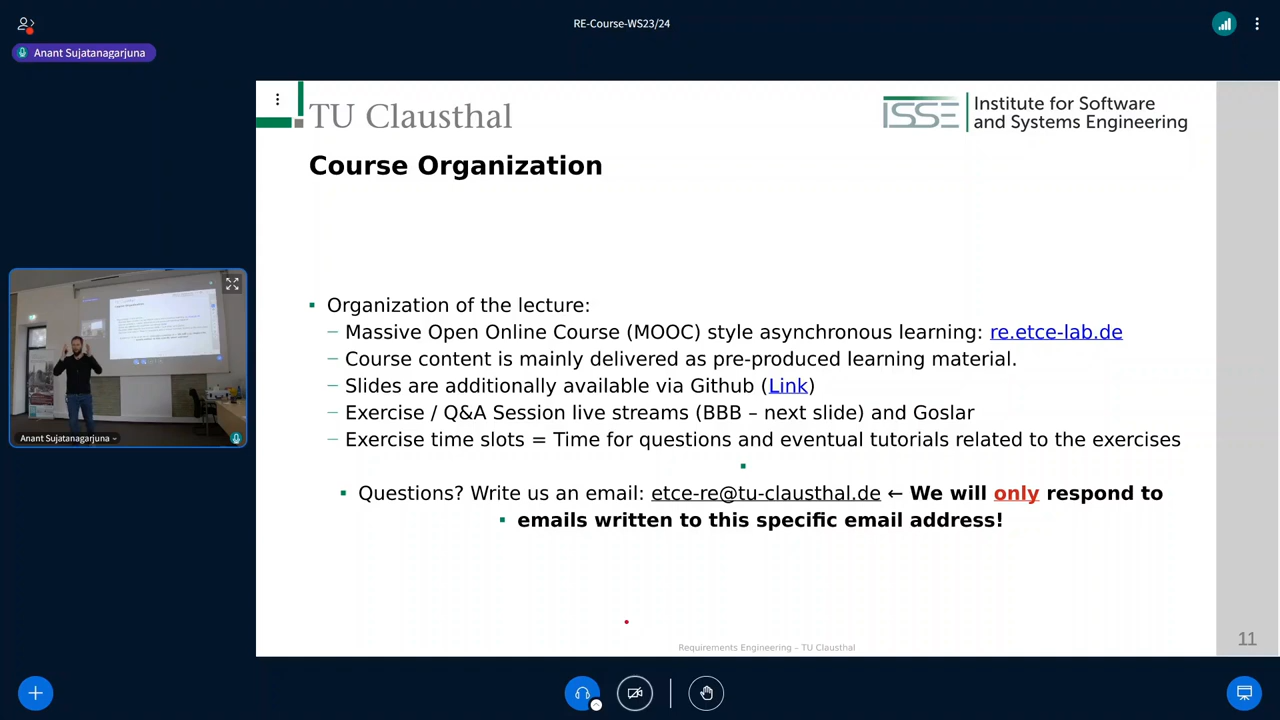 RE-Course-WS23/24
Anant Sujatanagarjuna
TU Clausthal
ISSE
Institute for Software
and Systems Engineering
Course Organization
Organization of the lecture:
Massive Open Online Course (MOOC) style asynchronous learning: re.etce-lab.de
Course content is mainly delivered as pre-produced learning material.
Slides are additionally available via Github (Link)
Exercise / Q&A Session live streams (BBB – next slide) and Goslar
Exercise time slots = Time for questions and eventual tutorials related to the exercises
Questions? Write us an email: etce-re@tu-clausthal.de ← We will only respond to
emails written to this specific email address!
Anant Sujatanagarjuna
Requirements Engineering – TU Clausthal
11